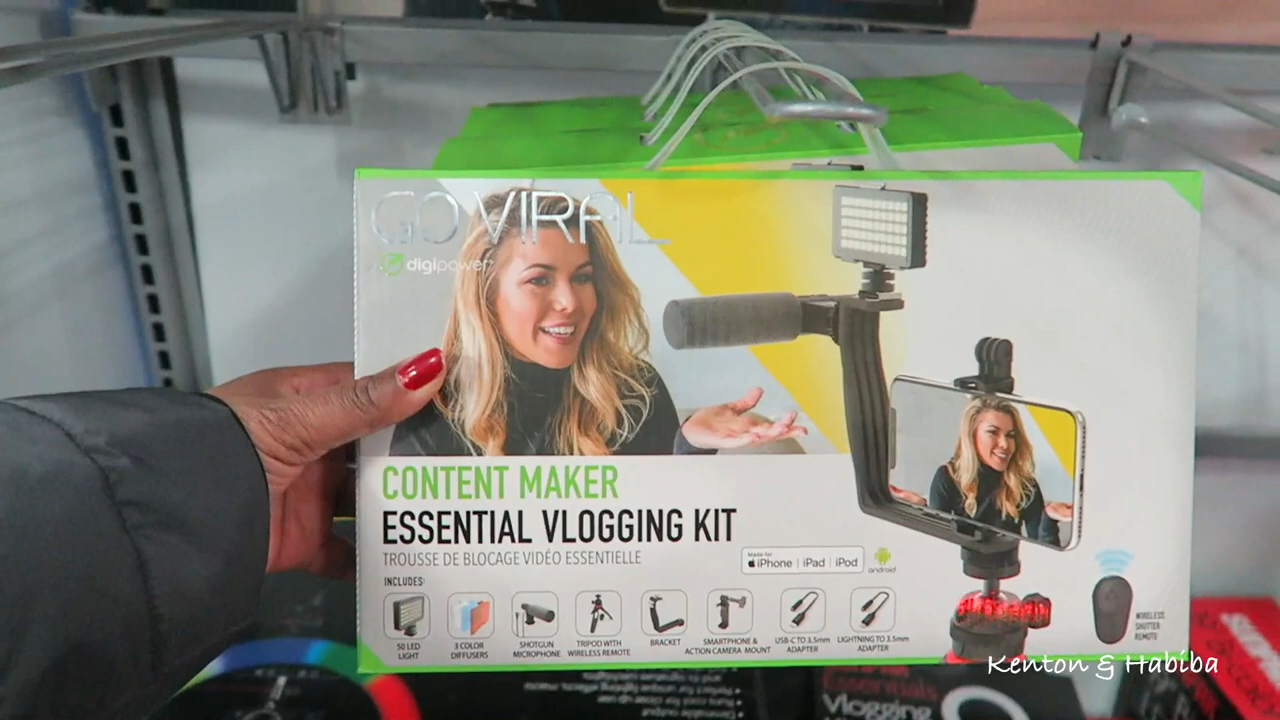 GO VIRAL
digipower
CONTENT MAKER
ESSENTIAL VLOGGING KIT
TROUSSE DE BLOCAGE VIDÉO ESSENTIELLE
Made for
iPhone | iPad | iPod
android
INCLUDES:
50 LED
LIGHT
3 COLOR
DIFFUSERS
SHOTGUN
MICROPHONE
TRIPOD WITH
WIRELESS REMOTE
BRACKET
SMARTPHONE &
ACTION CAMERA MOUNT
USB-C TO 3.5mm
ADAPTER
LIGHTNING TO 3.5mm
ADAPTER
WIRELESS
SHUTTER
REMOTE
Kenton & Habiba
Essentials
Vlogging